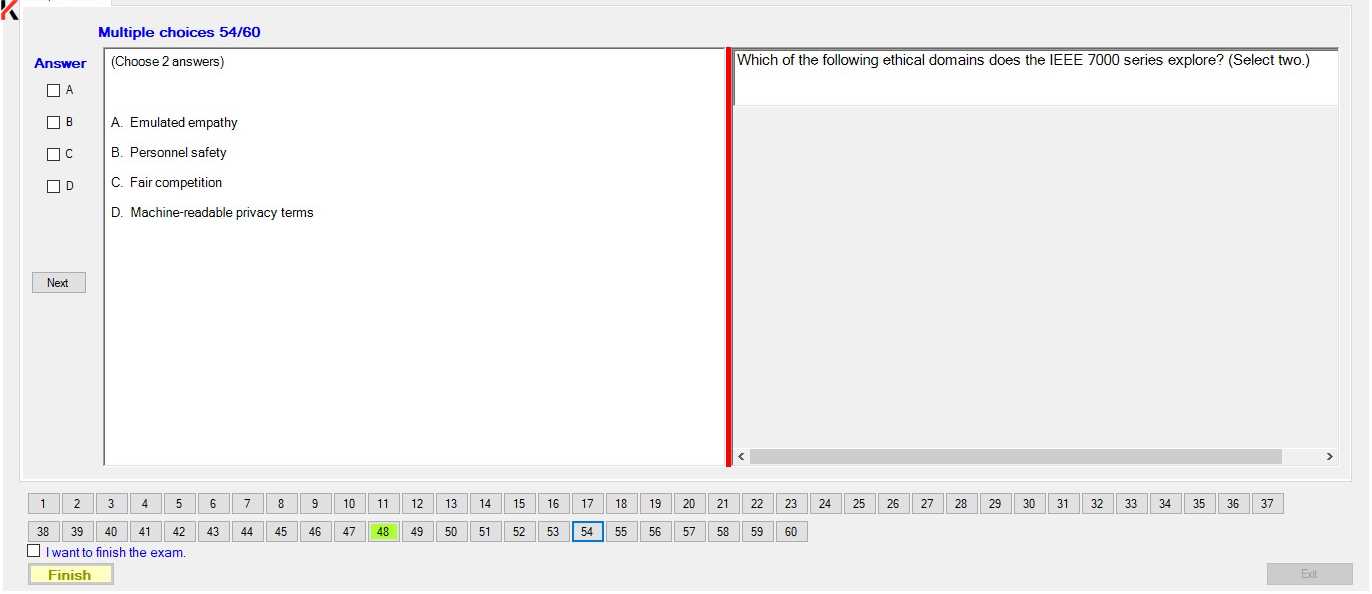 Multiple choices 54/60
Answer
A
B
C
D
Next
(Choose 2 answers)
A. Emulated empathy
B. Personnel safety
C. Fair competition
D. Machine-readable privacy terms
Which of the following ethical domains does the IEEE 7000 series explore? (Select two.)
1 2 3 4 5 6 7 8 9 10 11 12 13 14 15 16 17 18 19 20 21 22 23 24 25 26 27 28 29 30 31 32 33 34 35 36 37
38 39 40 41 42 43 44 45 46 47 48 49 50 51 52 53 54 55 56 57 58 59 60
I want to finish the exam.
Finish
Exit